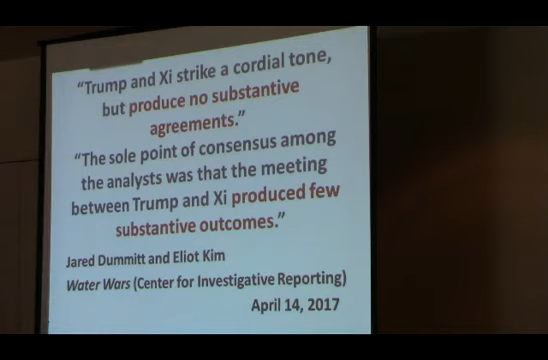 “Trump and Xi strike a cordial tone,
but produce no substantive
agreements.”
“The sole point of consensus among
the analysts was that the meeting
between Trump and Xi produced few
substantive outcomes.”
Jared Dummitt and Eliot Kim
Water Wars (Center for Investigative Reporting)
April 14, 2017